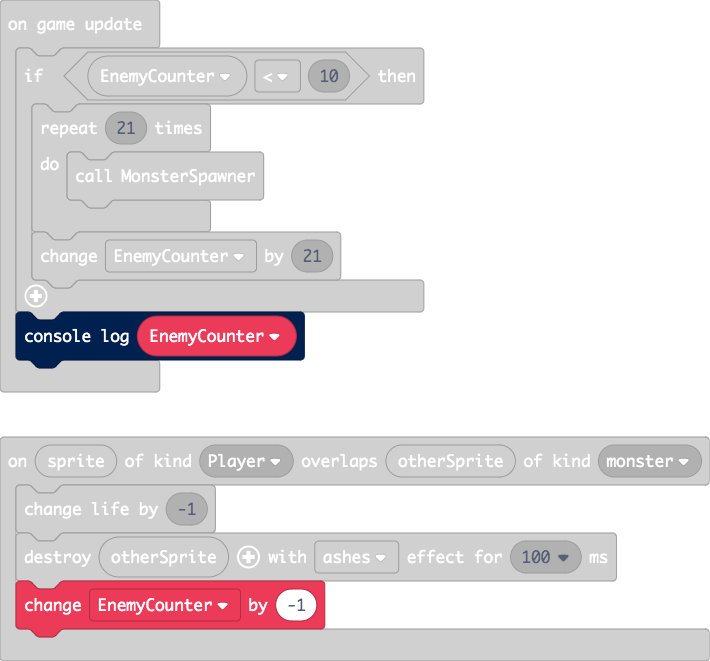 on game update
if EnemyCounter < 10 then
repeat 21 times
do
call MonsterSpawner
change EnemyCounter by 21
console log EnemyCounter
on sprite of kind Player overlaps otherSprite of kind monster
change life by -1
destroy otherSprite with ashes effect for 100 ms
change EnemyCounter by -1